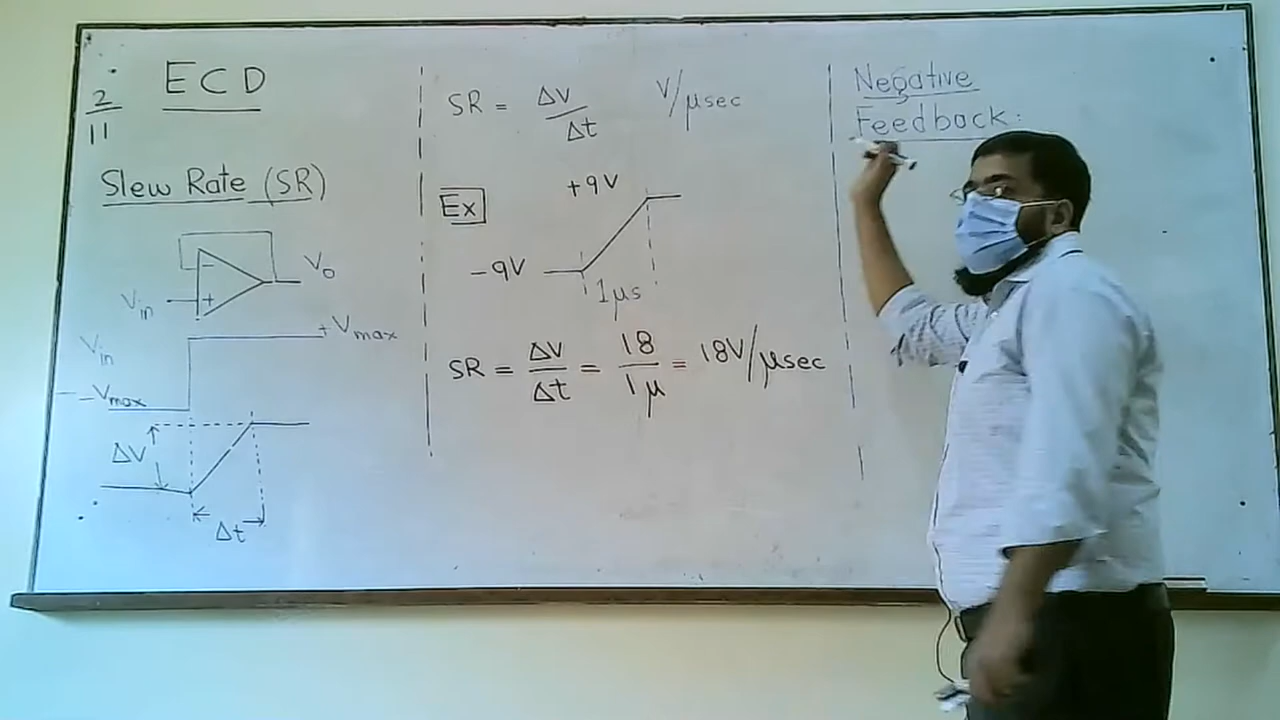 2/11
ECD
Slew Rate (SR)
−
+
Vin
Vo
Vin
+Vmax
−Vmax
ΔV
Δt
SR = ΔV/Δt V/μsec
Ex
+9V
−9V
1μs
SR = ΔV/Δt = 18/1μ = 18V/μsec
Negative
Feedback: